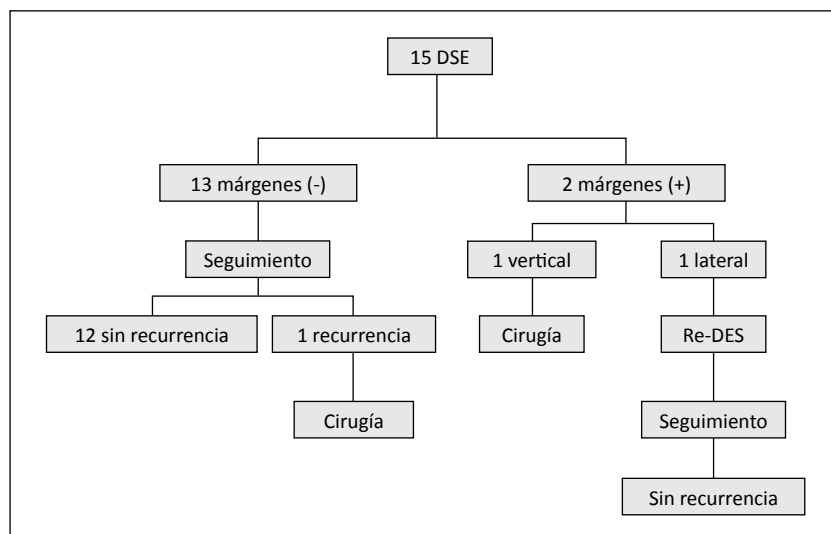 15 DSE
13 márgenes (-)
2 márgenes (+)
Seguimiento
1 vertical
1 lateral
12 sin recurrencia
1 recurrencia
Cirugía
Re-DES
Cirugía
Seguimiento
Sin recurrencia